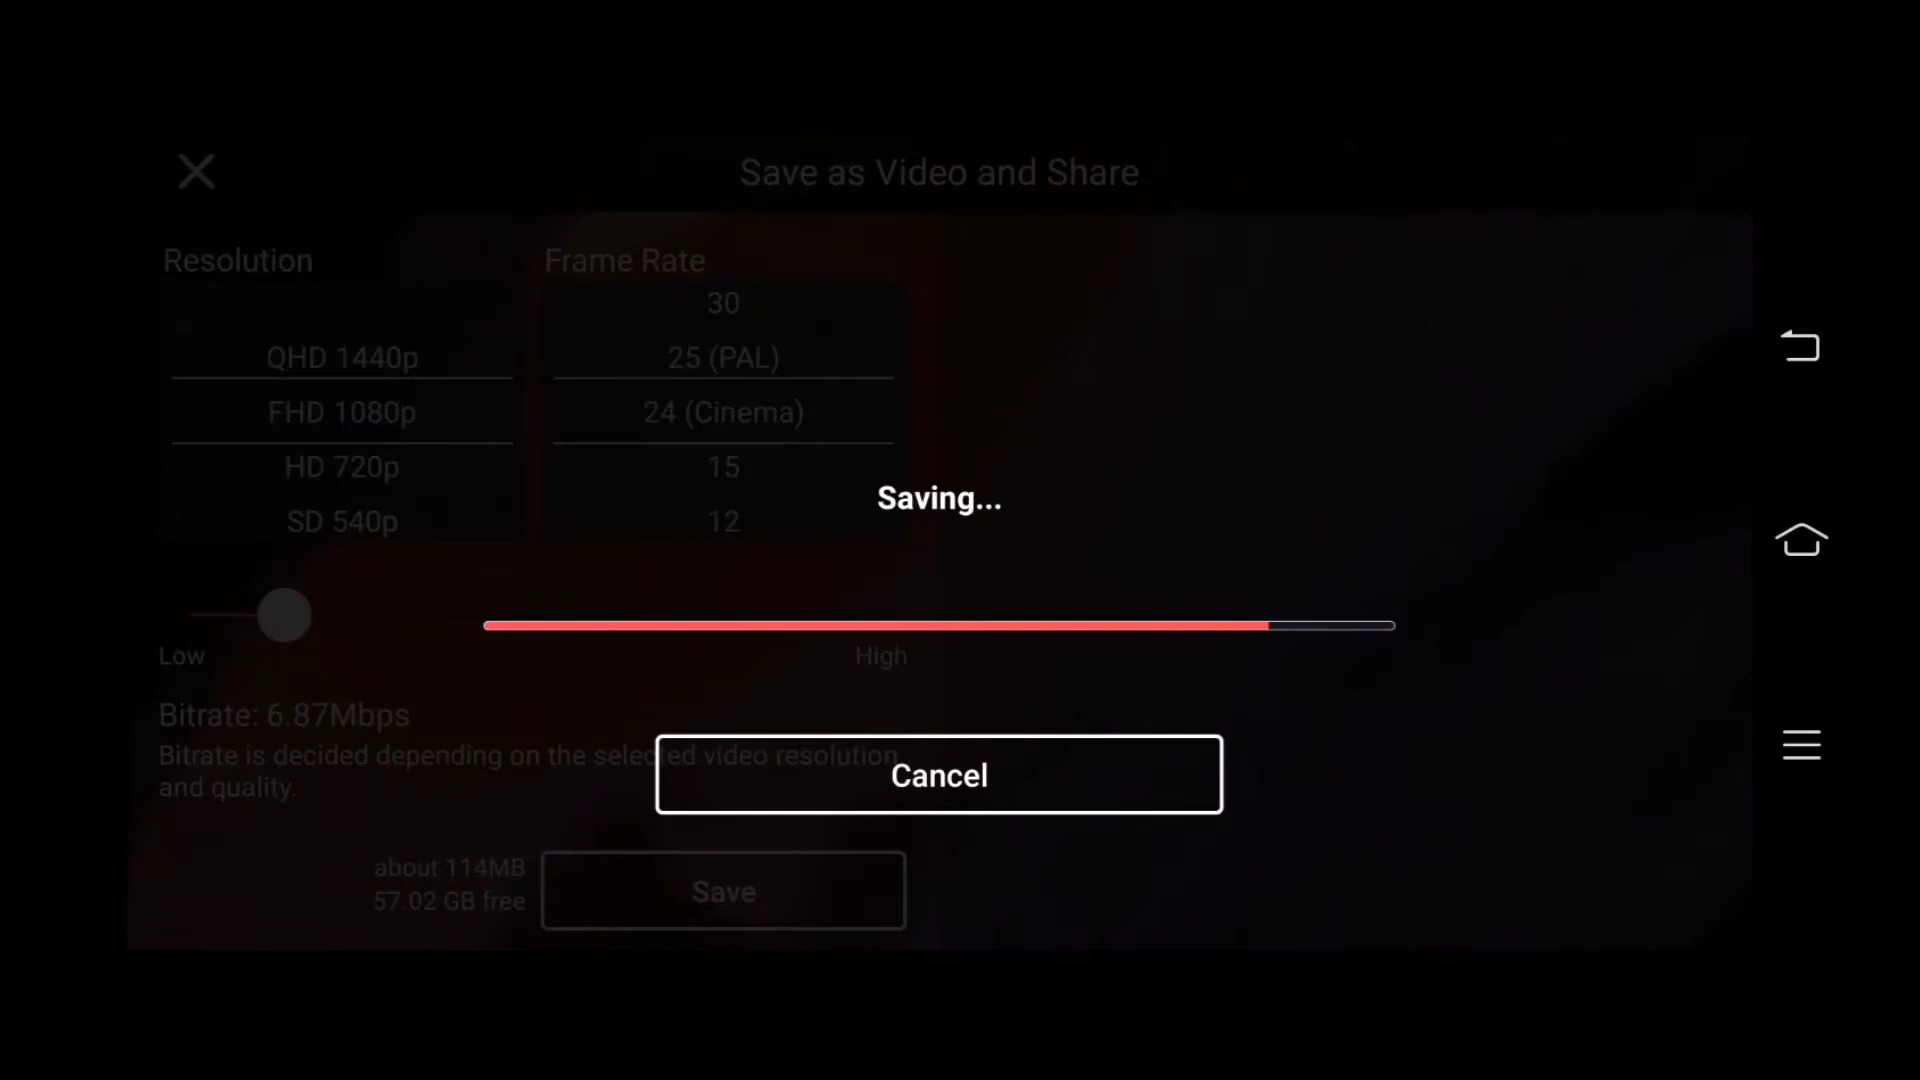 Save as Video and Share
Resolution
Frame Rate
30
QHD 1440p
25 (PAL)
FHD 1080p
24 (Cinema)
HD 720p
15
SD 540p
12
Saving...
Low
High
Bitrate: 6.87Mbps
Bitrate is decided depending on the selected video resolution
and quality.
Cancel
about 114MB
57.02 GB free
Save